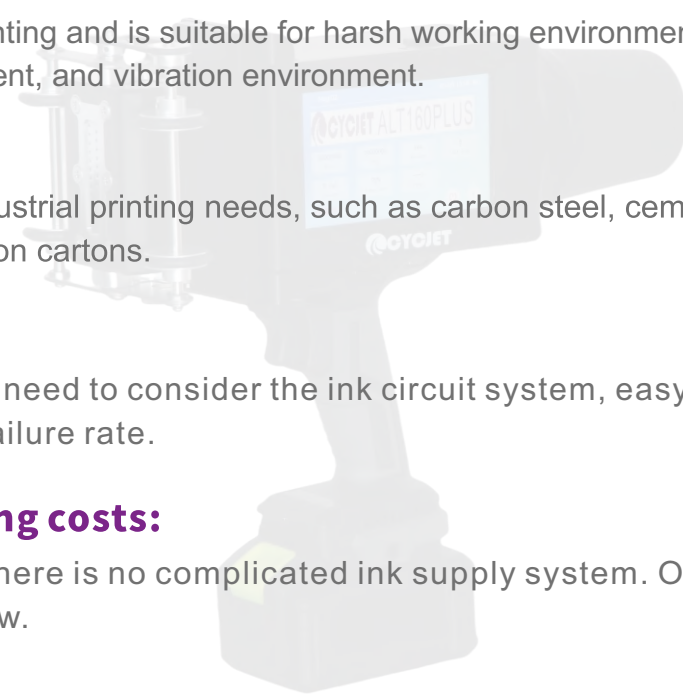 nting and is suitable for harsh working environmen
ent, and vibration environment.
CYCJET ALT160PLUS
ustrial printing needs, such as carbon steel, cem
on cartons.
CYCJET
need to consider the ink circuit system, easy
ailure rate.
ng costs:
here is no complicated ink supply system. O
w.